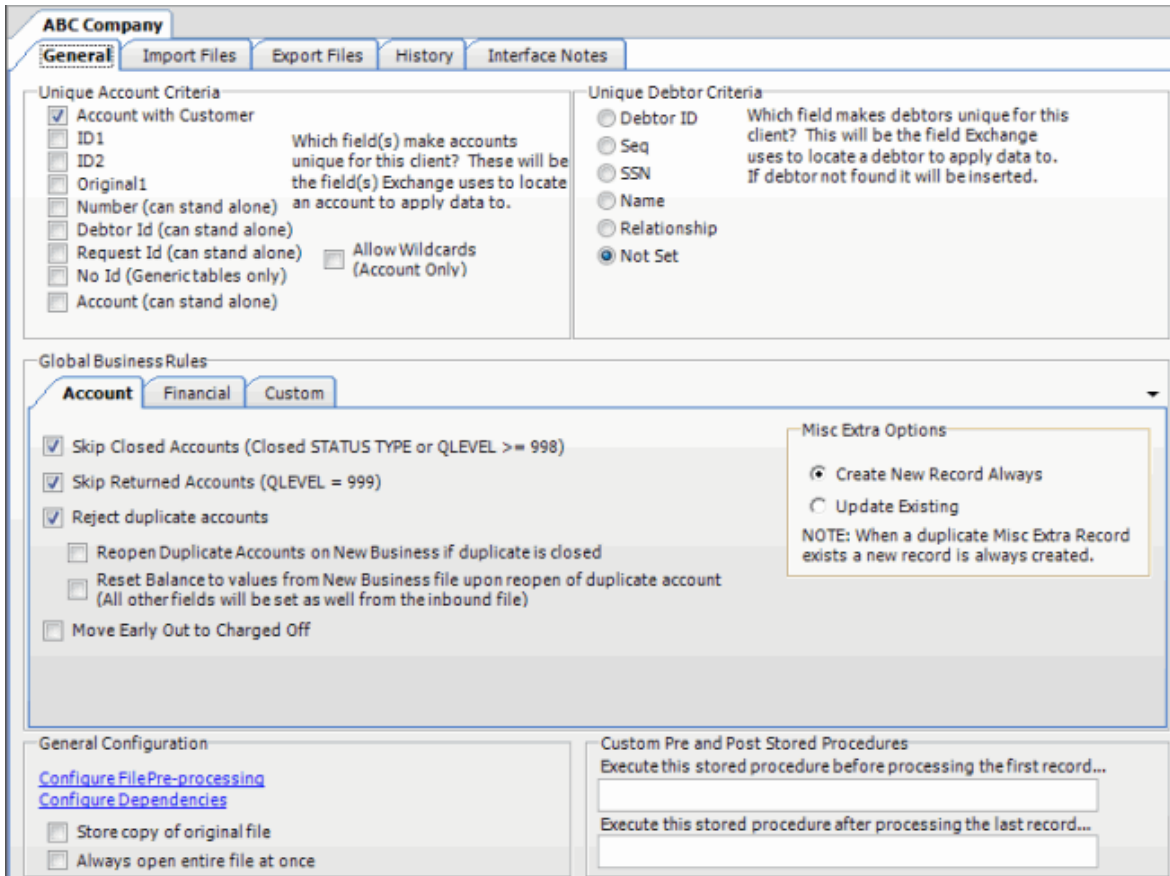 ABC Company
General
Import Files
Export Files
History
Interface Notes
Unique Account Criteria
Account with Customer
ID1
ID2
Original1
Number (can stand alone)
Debtor Id (can stand alone)
Request Id (can stand alone)
No Id (Generic tables only)
Account (can stand alone)
Which field(s) make accounts
unique for this client? These will be
the field(s) Exchange uses to locate
an account to apply data to.
Allow Wildcards
(Account Only)
Unique Debtor Criteria
Debtor ID
Seq
SSN
Name
Relationship
Not Set
Which field makes debtors unique for this
client? This will be the field Exchange
uses to locate a debtor to apply data to.
If debtor not found it will be inserted.
Global Business Rules
Account
Financial
Custom
Skip Closed Accounts (Closed STATUS TYPE or QLEVEL >= 998)
Skip Returned Accounts (QLEVEL = 999)
Reject duplicate accounts
Reopen Duplicate Accounts on New Business if duplicate is closed
Reset Balance to values from New Business file upon reopen of duplicate account
(All other fields will be set as well from the inbound file)
Move Early Out to Charged Off
Misc Extra Options
Create New Record Always
Update Existing
NOTE: When a duplicate Misc Extra Record
exists a new record is always created.
General Configuration
Configure File Pre-processing
Configure Dependencies
Store copy of original file
Always open entire file at once
Custom Pre and Post Stored Procedures
Execute this stored procedure before processing the first record...
Execute this stored procedure after processing the last record...